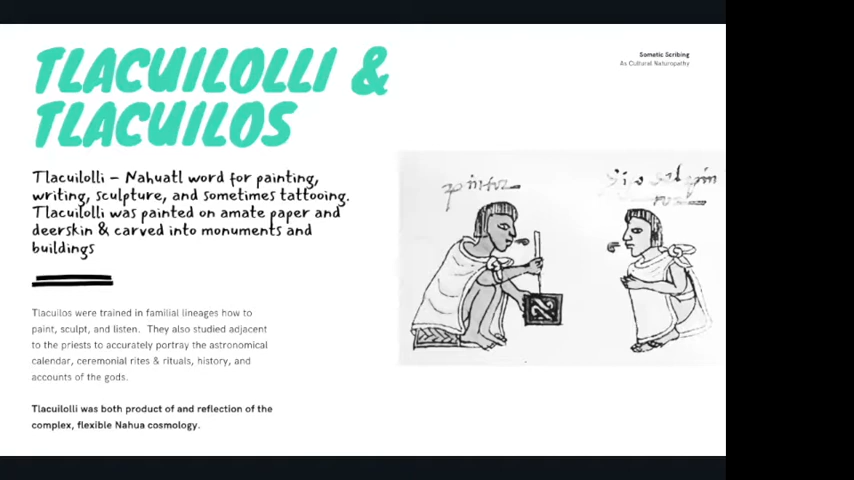 TLACUILOLLI &
TLACUILOS
Somatic Scribing
As Cultural Naturopathy
Tlacuilolli – Nahuatl word for painting,
writing, sculpture, and sometimes tattooing.
Tlacuilolli was painted on amate paper and
deerskin & carved into monuments and
buildings
Tlacuilos were trained in familial lineages how to
paint, sculpt, and listen. They also studied adjacent
to the priests to accurately portray the astronomical
calendar, ceremonial rites & rituals, history, and
accounts of the gods.
Tlacuilolli was both product of and reflection of the
complex, flexible Nahua cosmology.
pintor